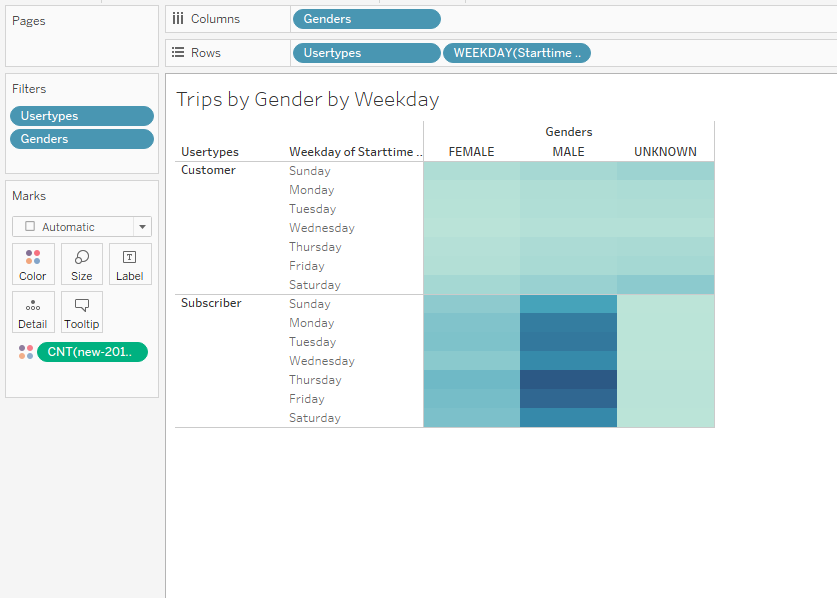 Pages
Columns
Genders
Rows
Usertypes
WEEKDAY(Starttime ..
Filters
Usertypes
Genders
Marks
Automatic
Color
Size
T
Label
Detail
Tooltip
CNT(new-201..
Trips by Gender by Weekday
Genders
Usertypes Weekday of Starttime .. FEMALE MALE UNKNOWN
Customer Sunday
Monday
Tuesday
Wednesday
Thursday
Friday
Saturday
Subscriber Sunday
Monday
Tuesday
Wednesday
Thursday
Friday
Saturday